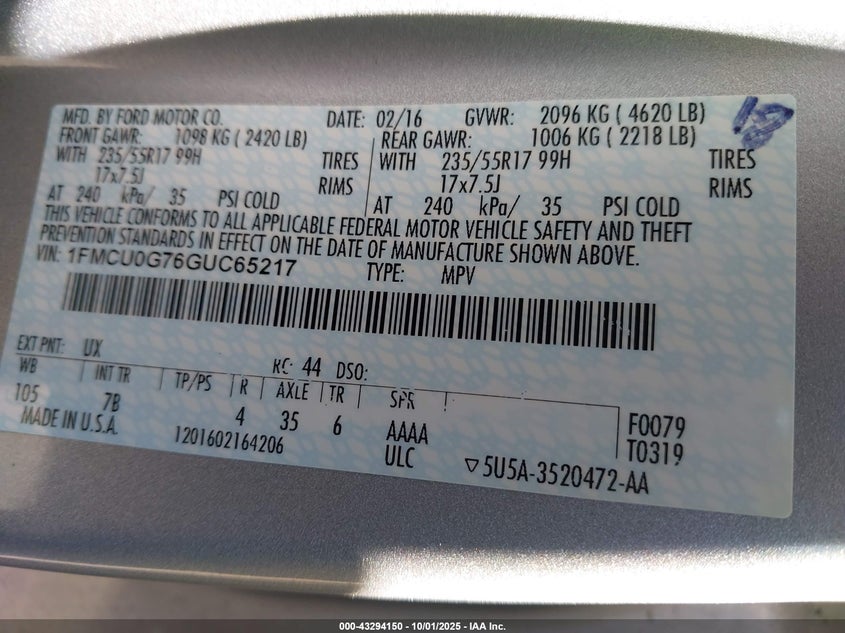 MFD. BY FORD MOTOR CO. DATE: 02/16 GVWR: 2096 KG ( 4620 LB)
FRONT GAWR: 1098 KG ( 2420 LB) REAR GAWR: 1006 KG ( 2218 LB)
WITH 235/55R17 99H TIRES WITH 235/55R17 99H TIRES
17x7.5J RIMS 17x7.5J RIMS
AT 240 kPa/ 35 PSI COLD AT 240 kPa/ 35 PSI COLD
THIS VEHICLE CONFORMS TO ALL APPLICABLE FEDERAL MOTOR VEHICLE SAFETY AND THEFT
PREVENTION STANDARDS IN EFFECT ON THE DATE OF MANUFACTURE SHOWN ABOVE.
VIN: 1FMCU0G76GUC65217 TYPE: MPV
EXT PNT: UX RC: 44 DSO:
WB INT TR TP/PS R AXLE TR SPR
105 7B 4 35 6 AAAA F0079
MADE IN U.S.A. 1201602164206 ULC T0319
▽5U5A-3520472-AA
000-43294150 - 10/01/2025 - IAA Inc.